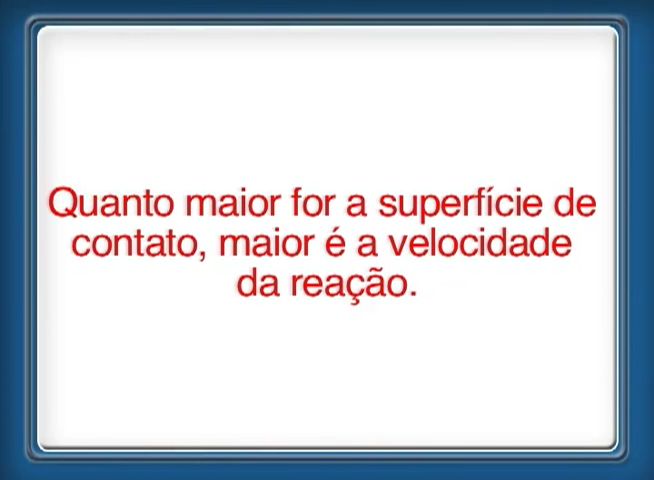 Quanto maior for a superfície de
contato, maior é a velocidade
da reação.